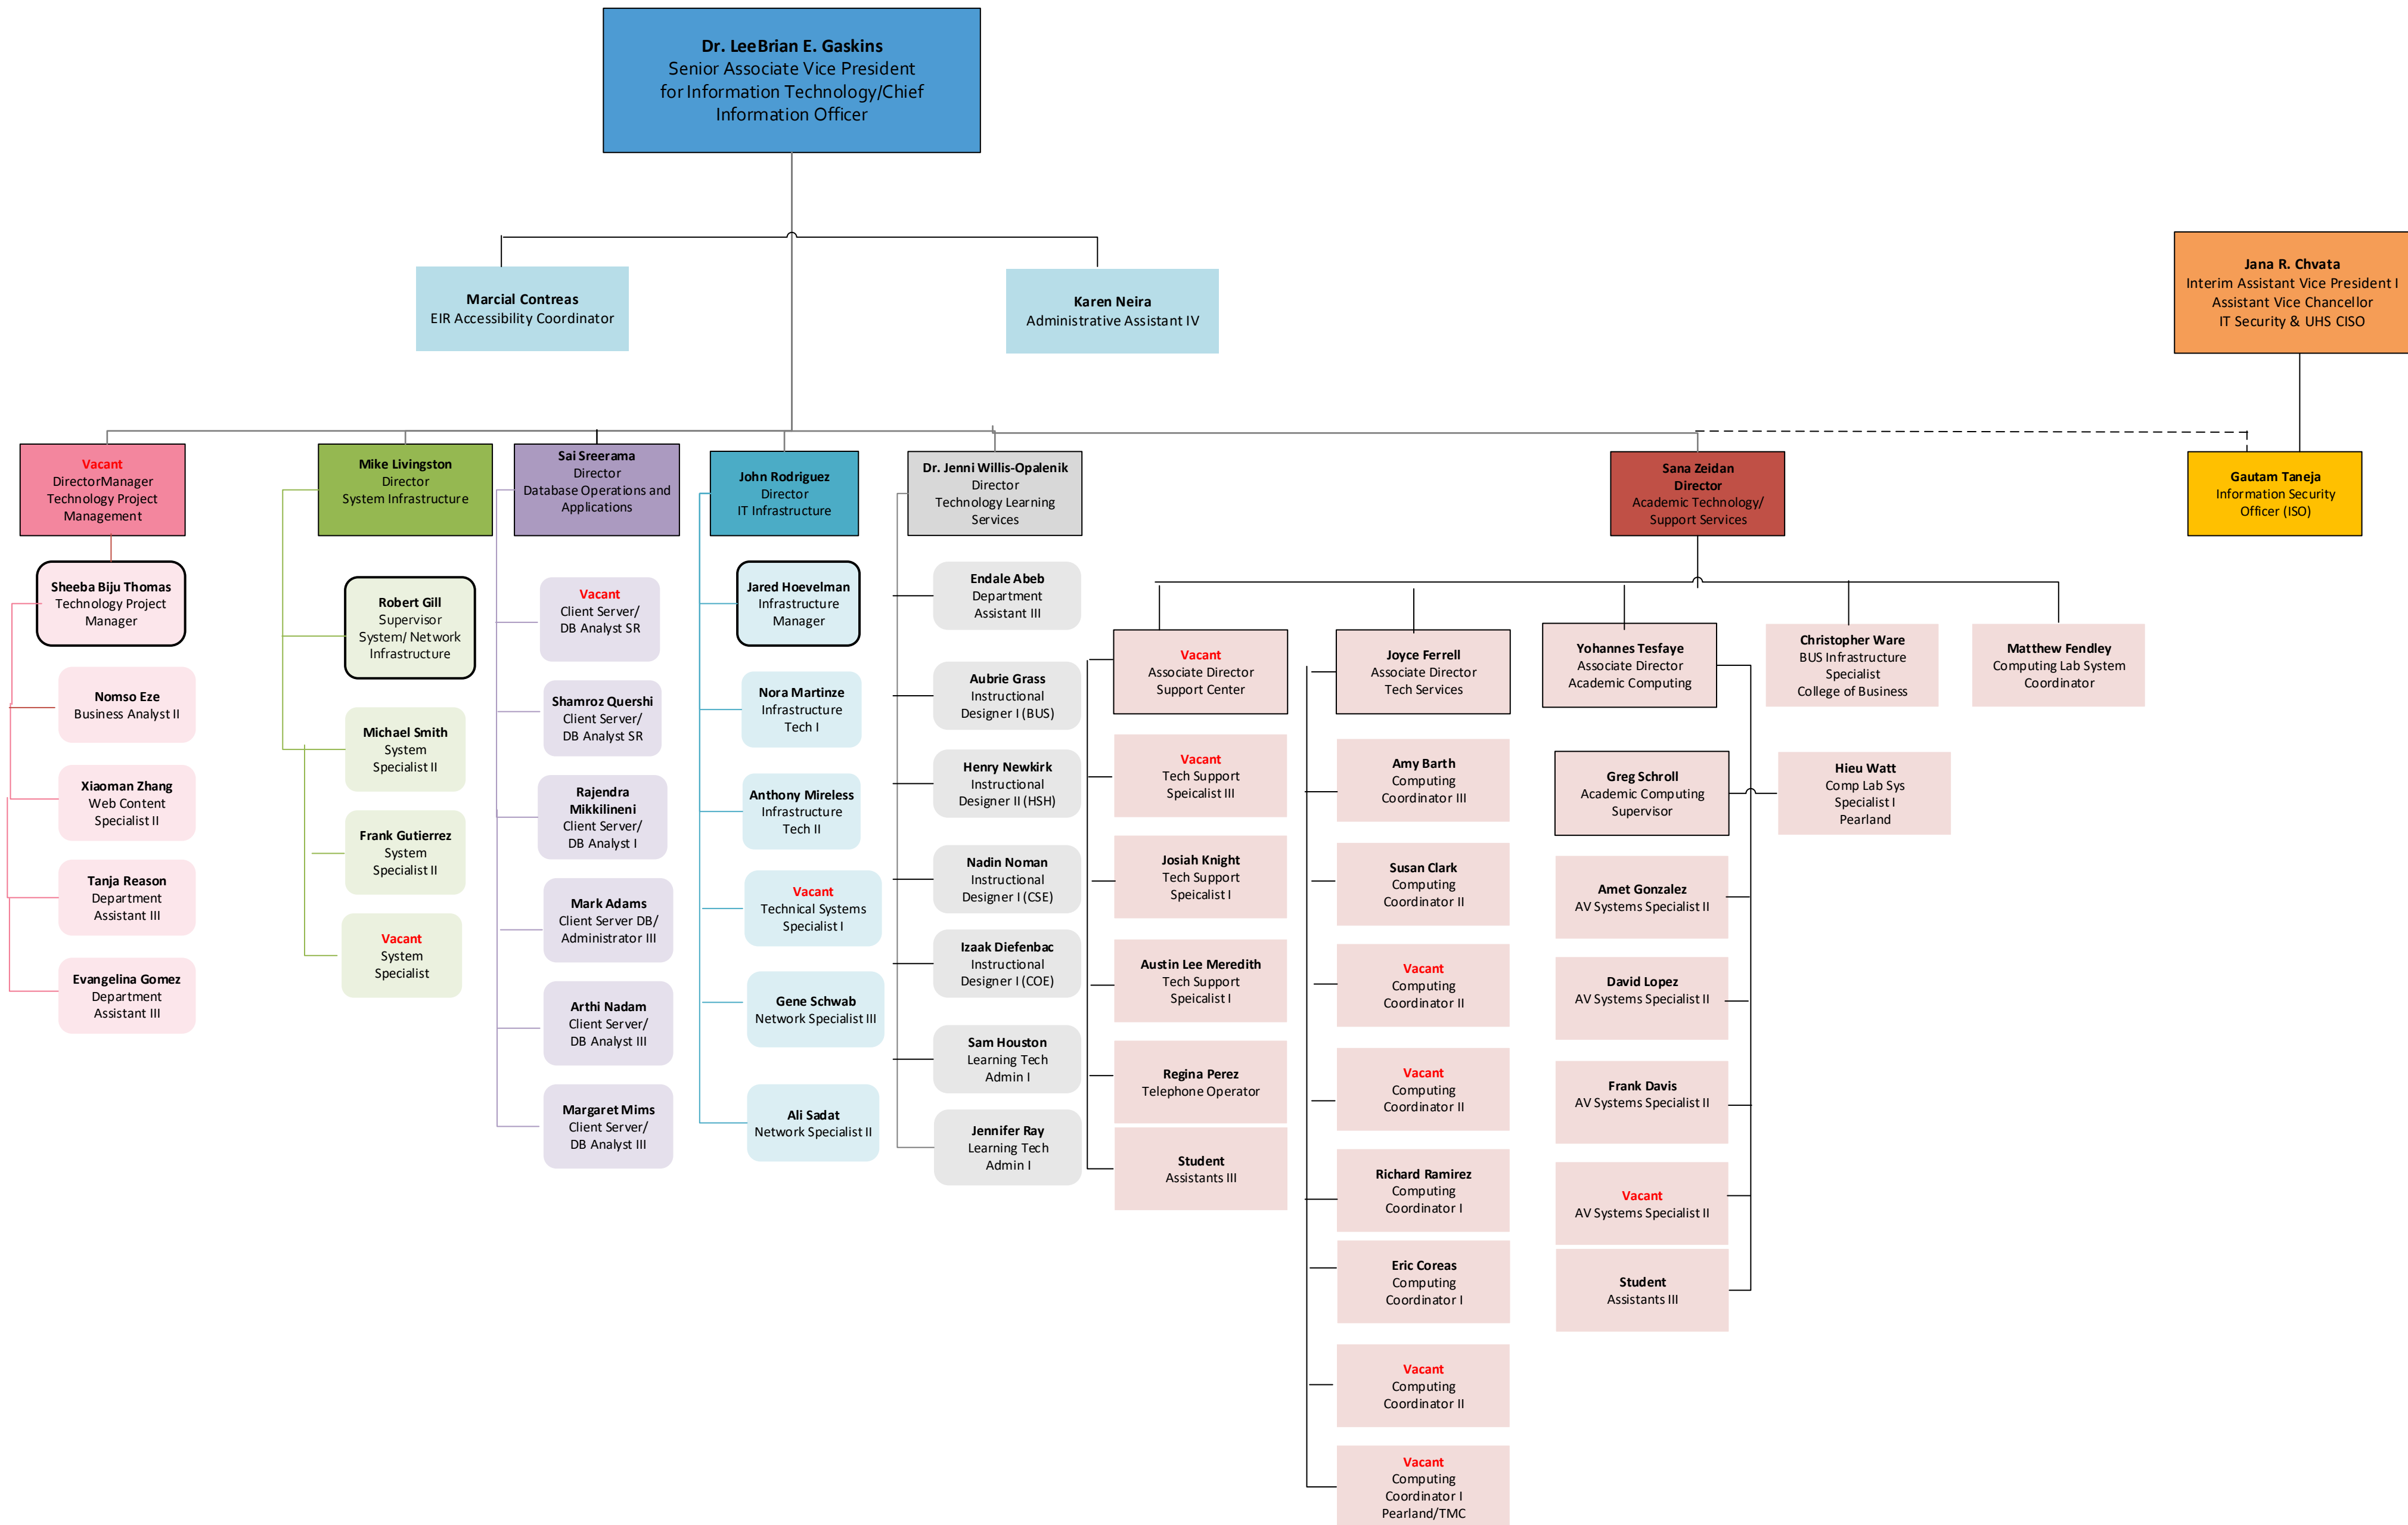 Dr. LeeBrian E. Gaskins
Senior Associate Vice President
for Information Technology/Chief
Information Officer
Marcial Contreas
EIR Accessibility Coordinator
Karen Neira
Administrative Assistant IV
Jana R. Chvata
Interim Assistant Vice President I
Assistant Vice Chancellor
IT Security & UHS CISO
Vacant
DirectorManager
Technology Project
Management
Sheeba Biju Thomas
Technology Project
Manager
Nomso Eze
Business Analyst II
Xiaoman Zhang
Web Content
Specialist II
Tanja Reason
Department
Assistant III
Evangelina Gomez
Department
Assistant III
Mike Livingston
Director
System Infrastructure
Robert Gill
Supervisor
System/ Network
Infrastructure
Michael Smith
System
Specialist II
Frank Gutierrez
System
Specialist II
Vacant
System
Specialist
Sai Sreerama
Director
Database Operations and
Applications
Vacant
Client Server/
DB Analyst SR
Shamroz Quershi
Client Server/
DB Analyst SR
Rajendra
Mikkilineni
Client Server/
DB Analyst I
Mark Adams
Client Server DB/
Administrator III
Arthi Nadam
Client Server/
DB Analyst III
Margaret Mims
Client Server/
DB Analyst III
John Rodriguez
Director
IT Infrastructure
Jared Hoevelman
Infrastructure
Manager
Nora Martinze
Infrastructure
Tech I
Anthony Mireless
Infrastructure
Tech II
Vacant
Technical Systems
Specialist I
Gene Schwab
Network Specialist III
Ali Sadat
Network Specialist II
Dr. Jenni Willis-Opalenik
Director
Technology Learning
Services
Endale Abeb
Department
Assistant III
Aubrie Grass
Instructional
Designer I (BUS)
Henry Newkirk
Instructional
Designer II (HSH)
Nadin Noman
Instructional
Designer I (CSE)
Izaak Diefenbac
Instructional
Designer I (COE)
Sam Houston
Learning Tech
Admin I
Jennifer Ray
Learning Tech
Admin I
Sana Zeidan
Director
Academic Technology/
Support Services
Vacant
Associate Director
Support Center
Vacant
Tech Support
Speicalist III
Josiah Knight
Tech Support
Speicalist I
Austin Lee Meredith
Tech Support
Speicalist I
Regina Perez
Telephone Operator
Student
Assistants III
Joyce Ferrell
Associate Director
Tech Services
Amy Barth
Computing
Coordinator III
Susan Clark
Computing
Coordinator II
Vacant
Computing
Coordinator II
Vacant
Computing
Coordinator II
Richard Ramirez
Computing
Coordinator I
Eric Coreas
Computing
Coordinator I
Vacant
Computing
Coordinator II
Vacant
Computing
Coordinator I
Pearland/TMC
Yohannes Tesfaye
Associate Director
Academic Computing
Greg Schroll
Academic Computing
Supervisor
Amet Gonzalez
AV Systems Specialist II
David Lopez
AV Systems Specialist II
Frank Davis
AV Systems Specialist II
Vacant
AV Systems Specialist II
Student
Assistants III
Christopher Ware
BUS Infrastructure
Specialist
College of Business
Hieu Watt
Comp Lab Sys
Specialist I
Pearland
Matthew Fendley
Computing Lab System
Coordinator
Gautam Taneja
Information Security
Officer (ISO)